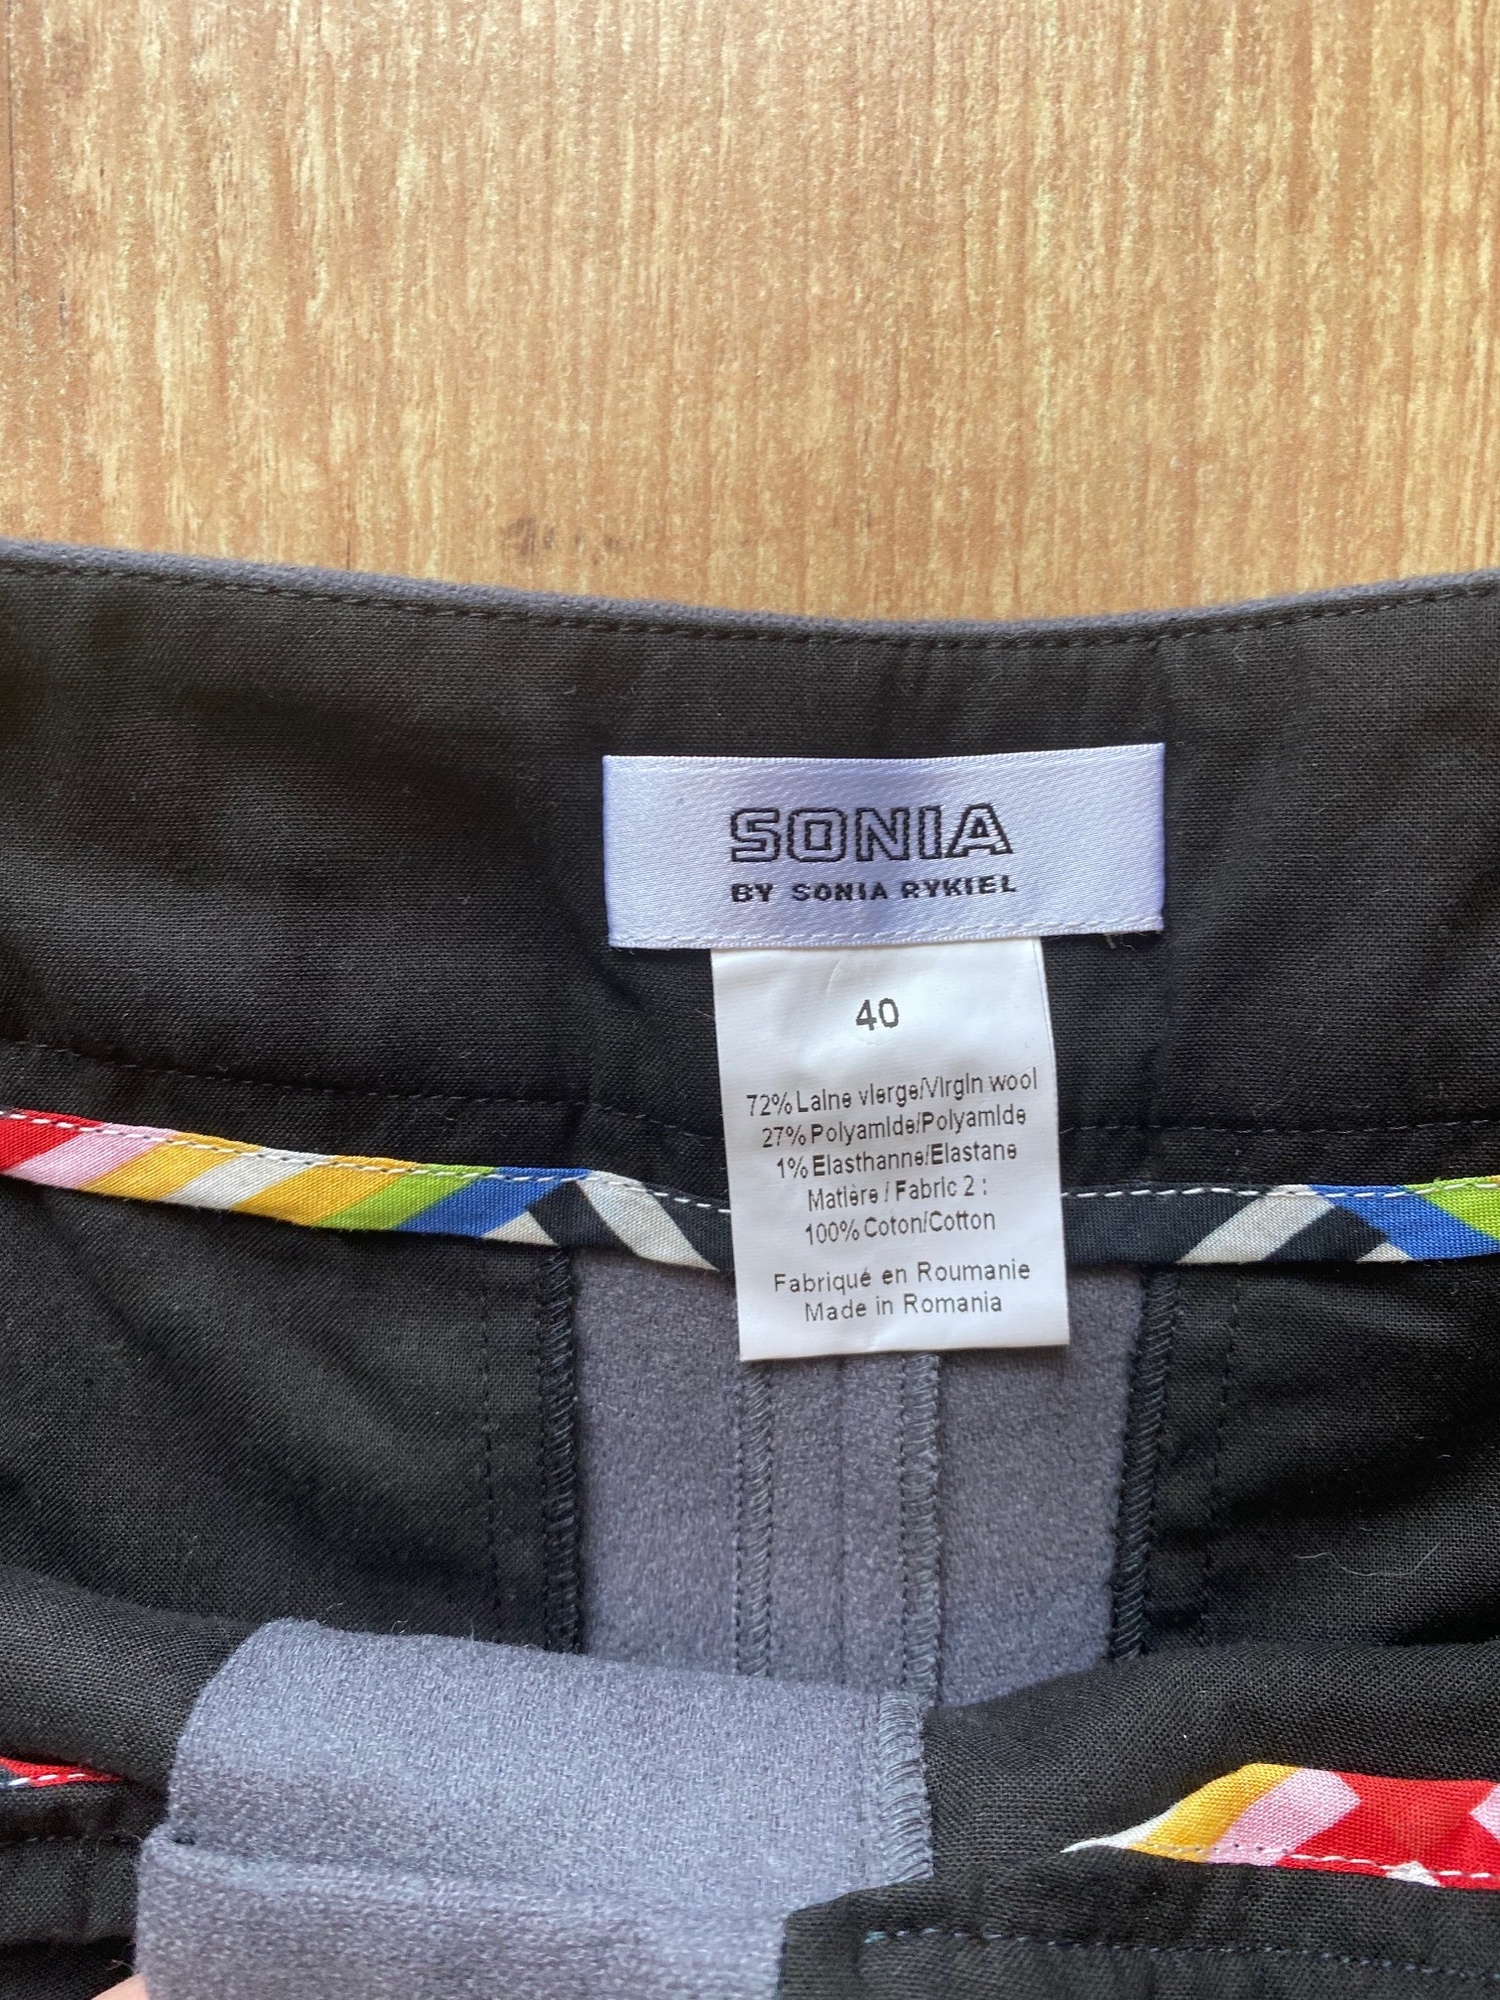 SONIA
BY SONIA RYKIEL
40
72% Laine vierge/Virgin wool
27% Polyamide/Polyamide
1% Elasthanne/Elastane
Matière / Fabric 2 :
100% Coton/Cotton
Fabriqué en Roumanie
Made in Romania